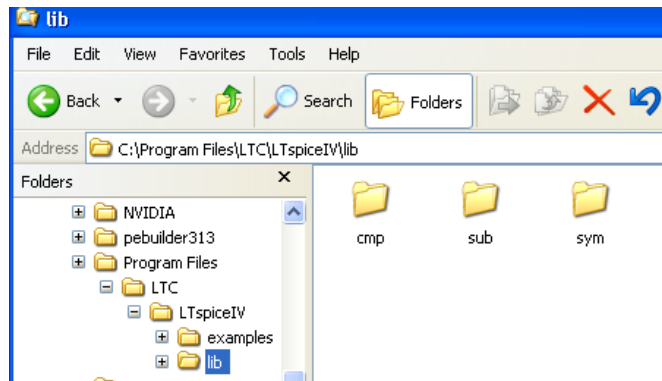 lib
File Edit View Favorites Tools Help
Back Search Folders
Address C:\Program Files\LTC\LTspiceIV\lib
Folders x
NVIDIA
pebuilder313
Program Files
LTC
LTspiceIV
examples
lib
cmp sub sym